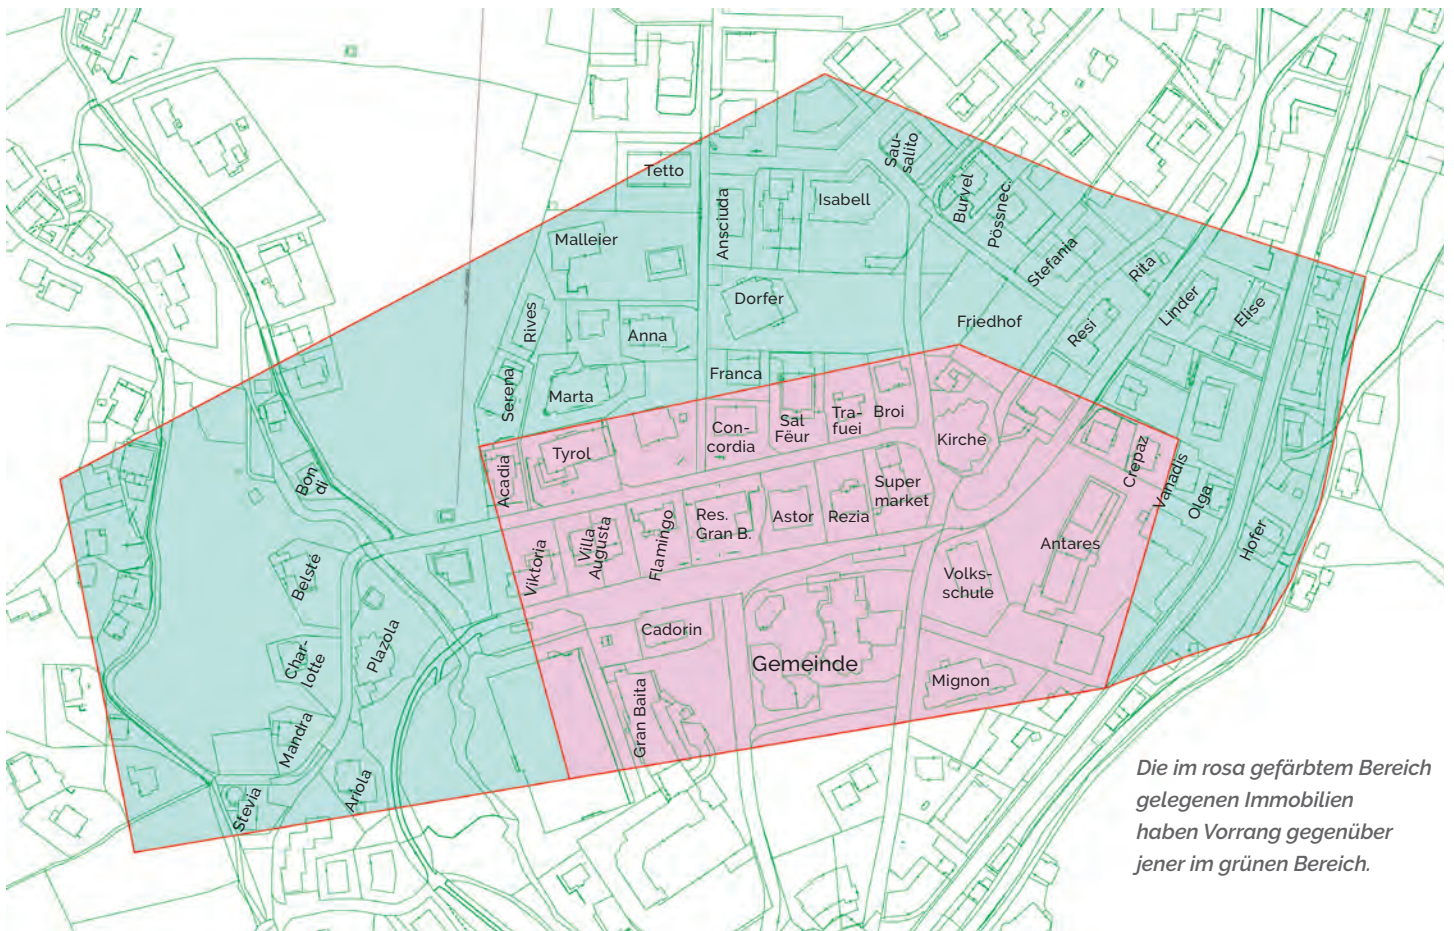 Sau-
salito
Tetto
Burvel
Pössnec.
Ansciuda
Isabell
Malleier
Stefania
Rita
Dorfer
Linder
Elise
Rives
Anna
Friedhof
Resi
Serena
Marta
Franca
Con-
cordia
Sal
Fëur
Tra-
fuei
Broi
Kirche
Crepaz
Acadia
Tyrol
Bon
di
Vanadis
Olga
Hofer
Super
market
Viktoria
Villa
Augusta
Flamingo
Res.
Gran B.
Astor
Rezia
Antares
Belste
Volks-
schule
Char-
lotte
Plazola
Cadorin
Gemeinde
Mignon
Mandra
Gran Baita
Stevia
Ariola
Die im rosa gefärbtem Bereich
gelegenen Immobilien
haben Vorrang gegenüber
jener im grünen Bereich.